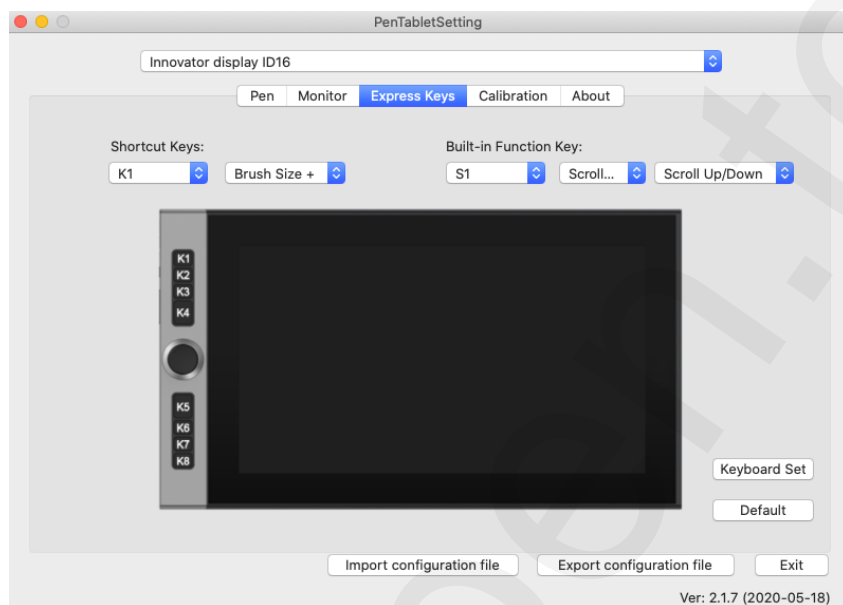 PenTabletSetting
Innovator display ID16
Pen Monitor Express Keys Calibration About
Shortcut Keys: Built-in Function Key:
K1 Brush Size + S1 Scroll... Scroll Up/Down
K1
K2
K3
K4
K5
K6
K7
K8
Keyboard Set
Default
Import configuration file Export configuration file Exit
Ver: 2.1.7 (2020-05-18)